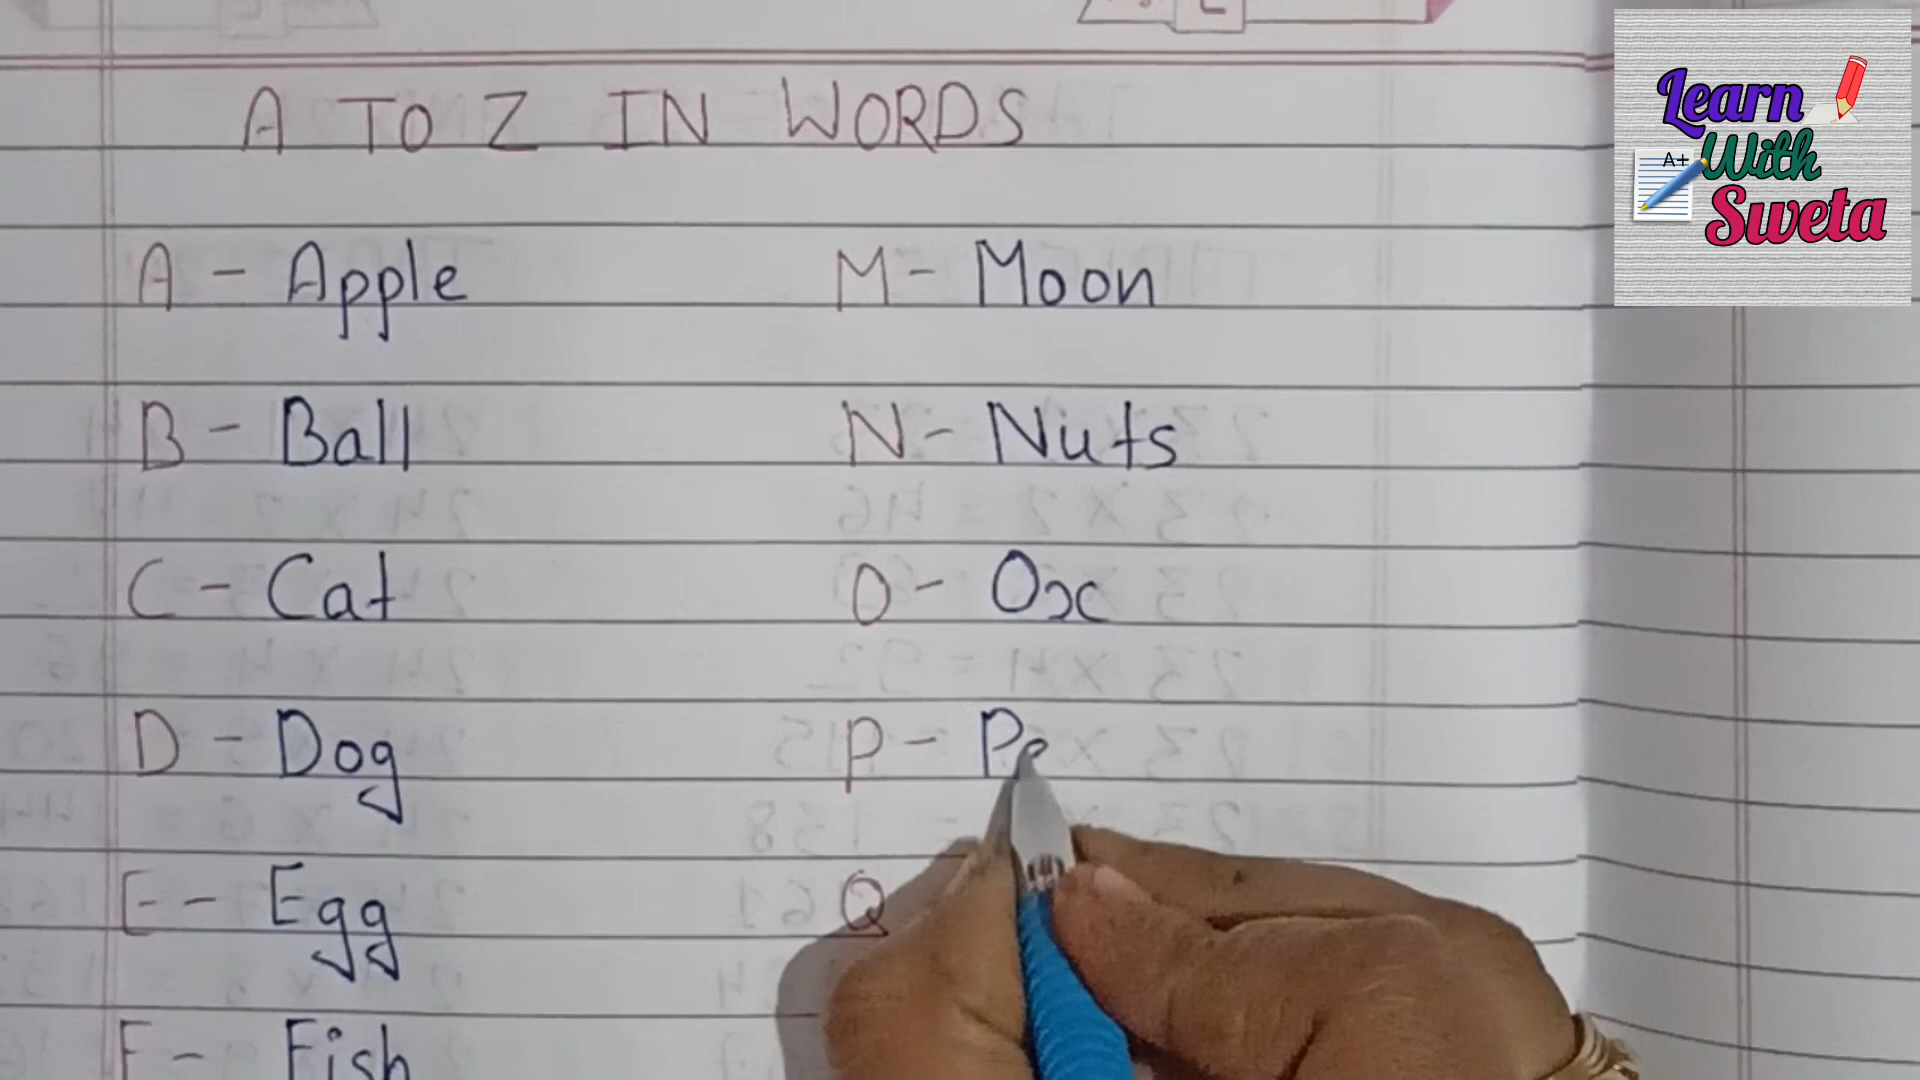 A TO Z IN WORDS
A - Apple
B - Ball
C - Cat
D - Dog
E - Egg
F - Fish
M - Moon
N - Nuts
O - Ox
P - Pe
Q
Learn
With
Sweta
A+